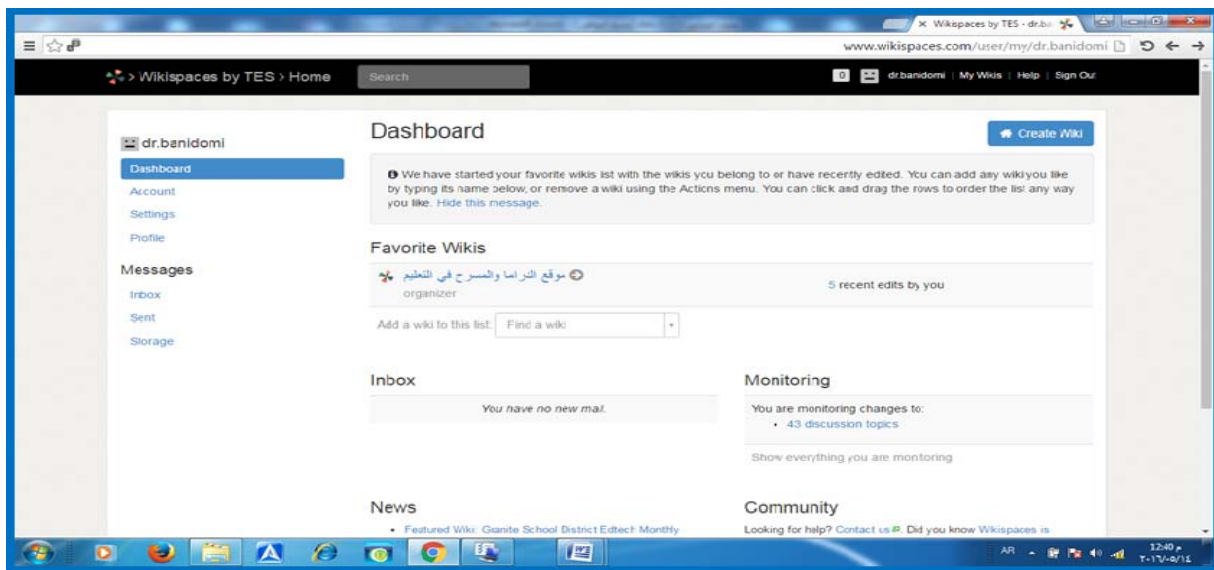 Wikispaces by TES - dr.ba
www.wikispaces.com/user/my/dr.banidomi
> Wikispaces by TES > Home
Search
0 dr.banidomi | My Wikis | Help | Sign Out
dr.banidomi
Dashboard
Account
Settings
Profile
Messages
Inbox
Sent
Storage
Dashboard
Create Wiki
We have started your favorite wikis list with the wikis you belong to or have recently edited. You can add any wiki you like
by typing its name below, or remove a wiki using the Actions menu. You can click and drag the rows to order the list any way
you like. Hide this message.
Favorite Wikis
موقع الدراما والمسرح في التعليم
organizer
5 recent edits by you
Add a wiki to this list: Find a wiki
Inbox
You have no new mail.
Monitoring
You are monitoring changes to:
• 43 discussion topics
Show everything you are monitoring
News
• Featured Wiki: Granite School District Edtech Monthly
Community
Looking for help? Contact us. Did you know Wikispaces is
AR
12:40 م
٢٠١٦/٠٥/١٤